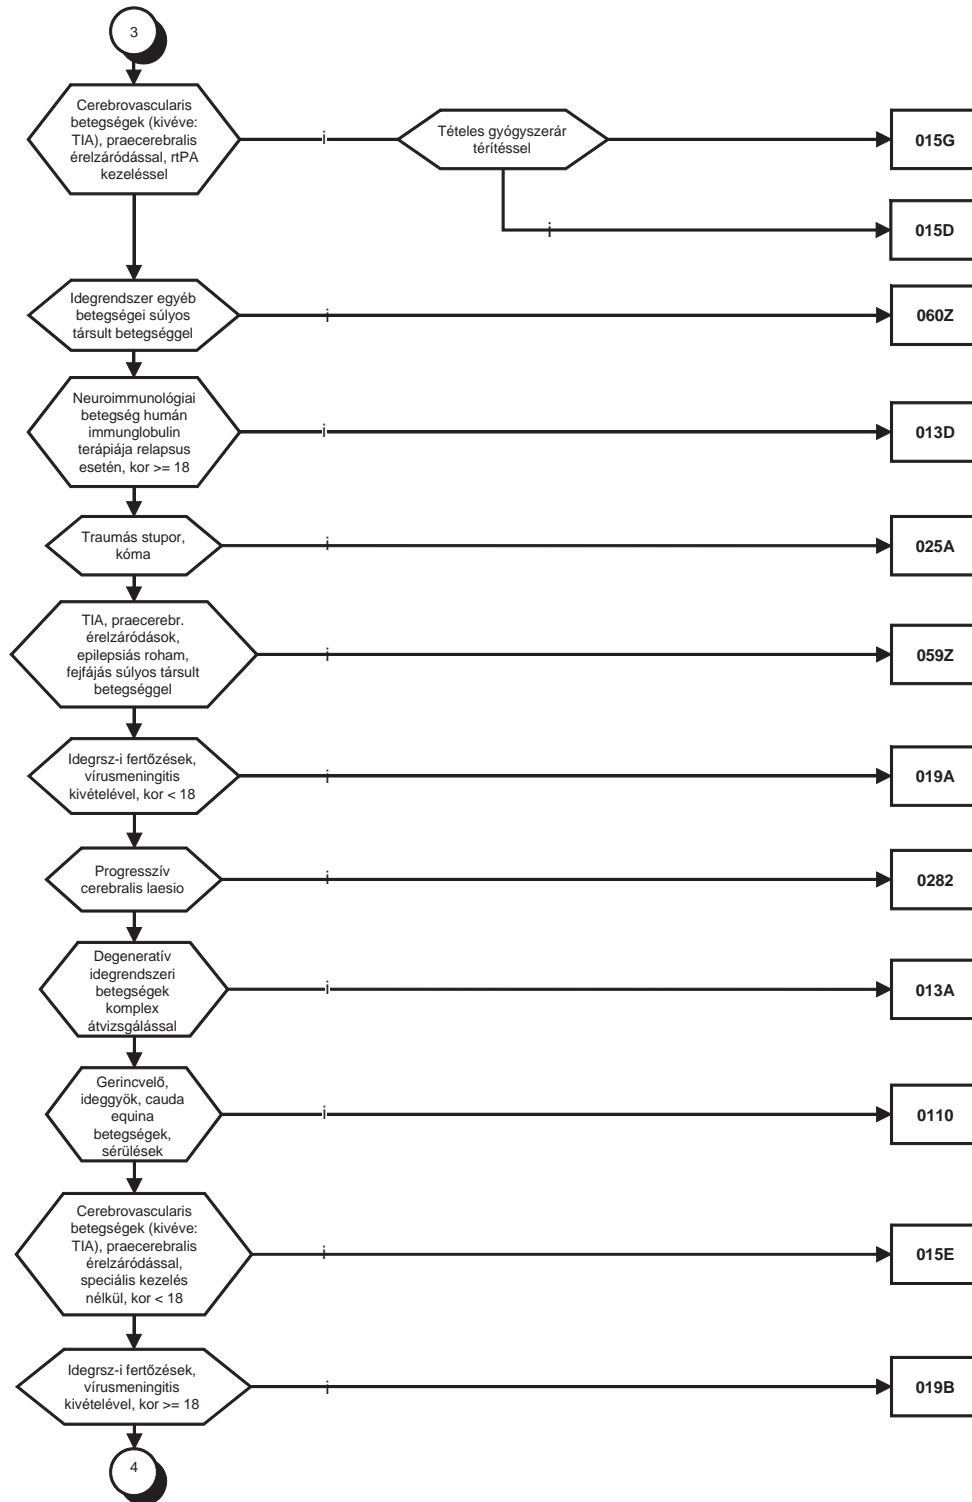 3
Cerebrovascularis
betegségek (kivéve:
TIA), praecerebralis
érelzáródással, rtPA
kezeléssel
i
Tételes gyógyszerár
térítéssel
015G
i
015D
Idegrendszer egyéb
betegségei súlyos
társult betegséggel
i
060Z
Neuroimmunológiai
betegség humán
immunglobulin
terápiája relapsus
esetén, kor >= 18
i
013D
Traumás stupor,
kóma
i
025A
TIA, praecerebr.
érelzáródások,
epilepsiás roham,
fejfájás súlyos társult
betegséggel
i
059Z
Idegrsz-i fertőzések,
vírusmeningitis
kivételével, kor < 18
i
019A
Progresszív
cerebralis laesio
i
0282
Degeneratív
idegrendszeri
betegségek
komplex
átvizsgálással
i
013A
Gerincvelő,
ideggyök, cauda
equina
betegségek,
sérülések
i
0110
Cerebrovascularis
betegségek (kivéve:
TIA), praecerebralis
érelzáródással,
speciális kezelés
nélkül, kor < 18
i
015E
Idegrsz-i fertőzések,
vírusmeningitis
kivételével, kor >= 18
i
019B
4